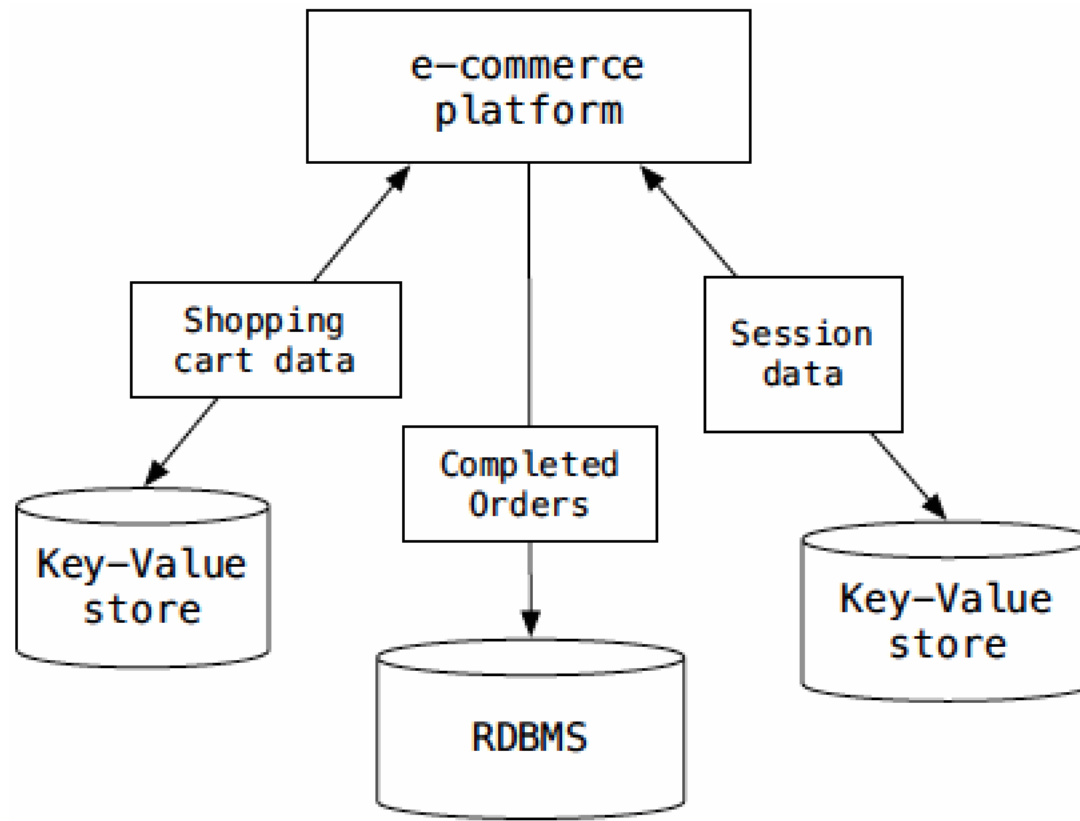 e-commerce
platform
Shopping
cart data
Session
data
Completed
Orders
Key-Value
store
Key-Value
store
RDBMS